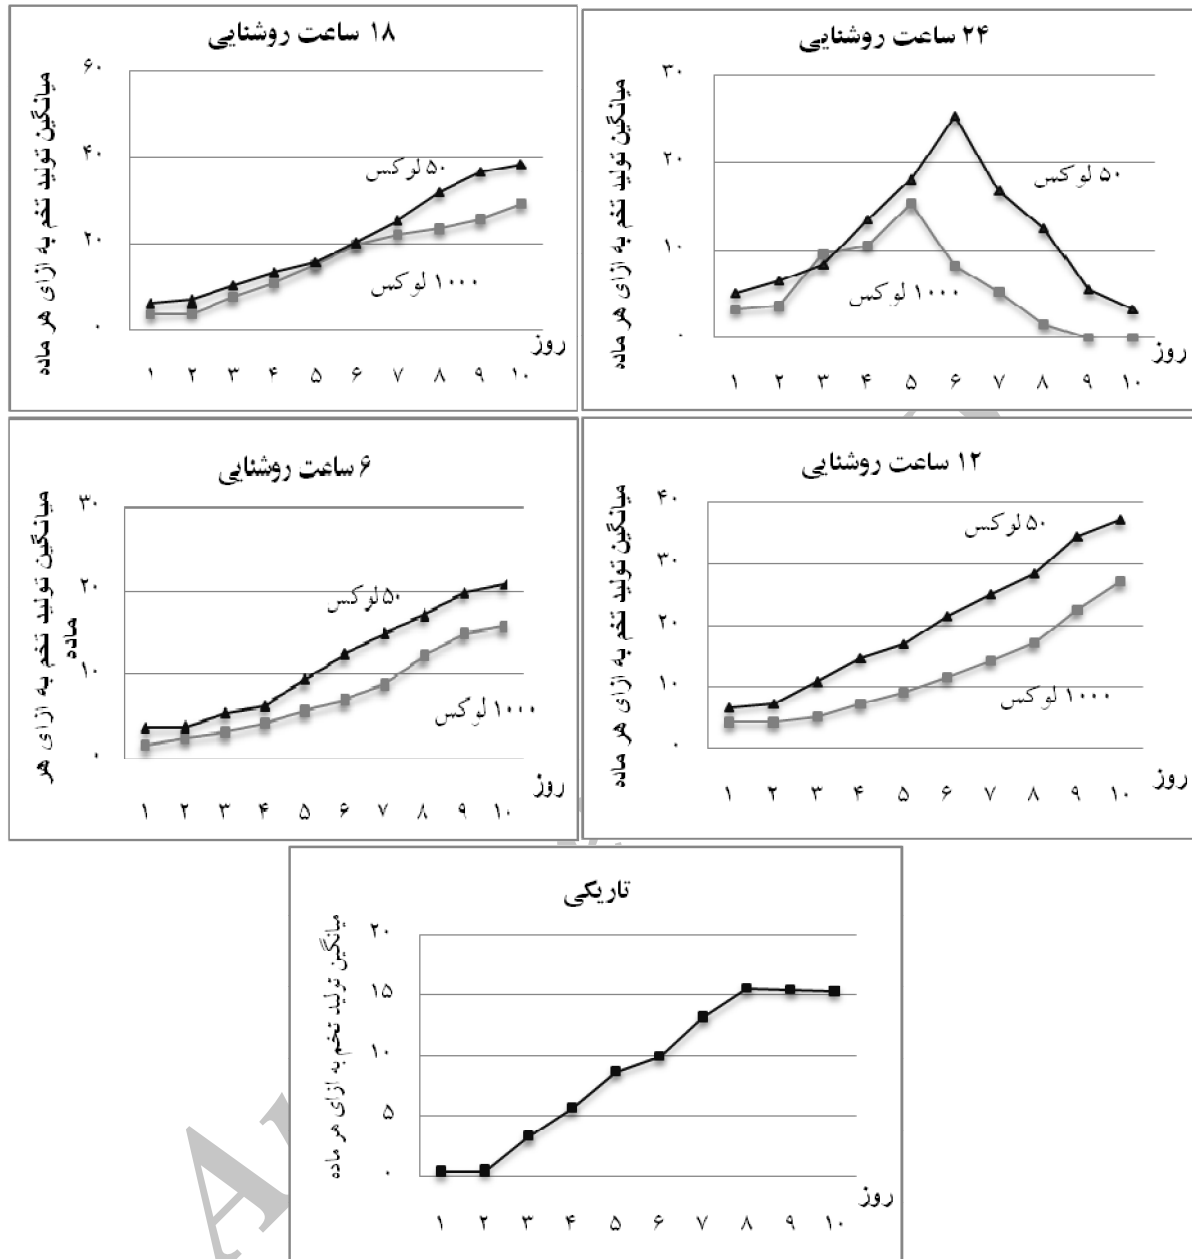 ۱۸ ساعت روشنایی
میانگین تولید تخم به ازای هر ماده
۶۰
۴۰
۲۰
۰
۵۰ لوکس
۱۰۰۰ لوکس
روز
۱ ۲ ۳ ۴ ۵ ۶ ۷ ۸ ۹ ۱۰
۲۴ ساعت روشنایی
میانگین تولید تخم به ازای هر ماده
۳۰
۲۰
۱۰
۰
۵۰ لوکس
۱۰۰۰ لوکس
روز
۱ ۲ ۳ ۴ ۵ ۶ ۷ ۸ ۹ ۱۰
۶ ساعت روشنایی
میانگین تولید تخم به ازای هر
ماده
۳۰
۲۰
۱۰
۰
۵۰ لوکس
۱۰۰۰ لوکس
روز
۱ ۲ ۳ ۴ ۵ ۶ ۷ ۸ ۹ ۱۰
۱۲ ساعت روشنایی
میانگین تولید تخم به ازای هر ماده
۴۰
۳۰
۲۰
۱۰
۰
۵۰ لوکس
۱۰۰۰ لوکس
روز
۱ ۲ ۳ ۴ ۵ ۶ ۷ ۸ ۹ ۱۰
تاریکی
میانگین تولید تخم به ازای هر ماده
۲۰
۱۵
۱۰
۵
۰
روز
۱ ۲ ۳ ۴ ۵ ۶ ۷ ۸ ۹ ۱۰